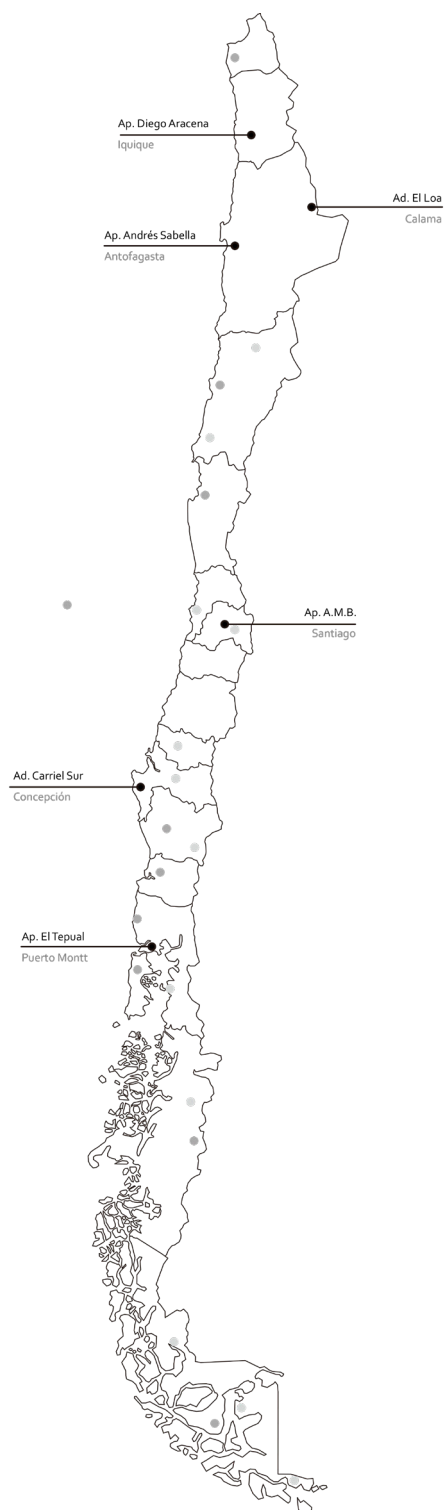 Ap. Diego Aracena
Iquique
Ad. El Loa
Calama
Ap. Andrés Sabella
Antofagasta
Ap. A.M.B.
Santiago
Ad. Carriel Sur
Concepción
Ap. El Tepual
Puerto Montt